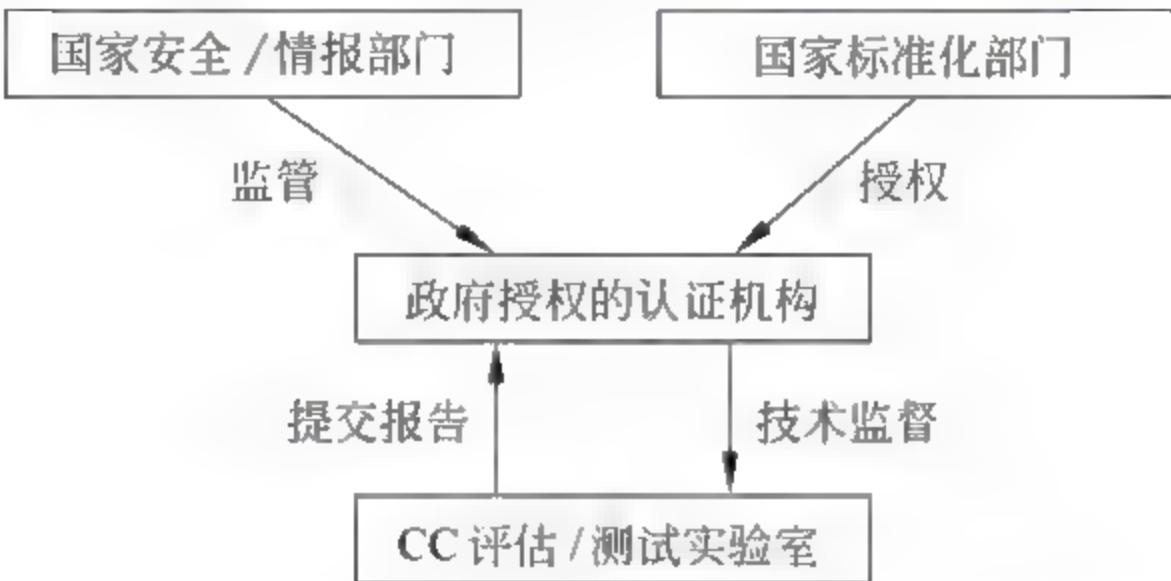 国家安全/情报部门
国家标准化部门
监管
授权
政府授权的认证机构
提交报告
技术监督
CC评估/测试实验室